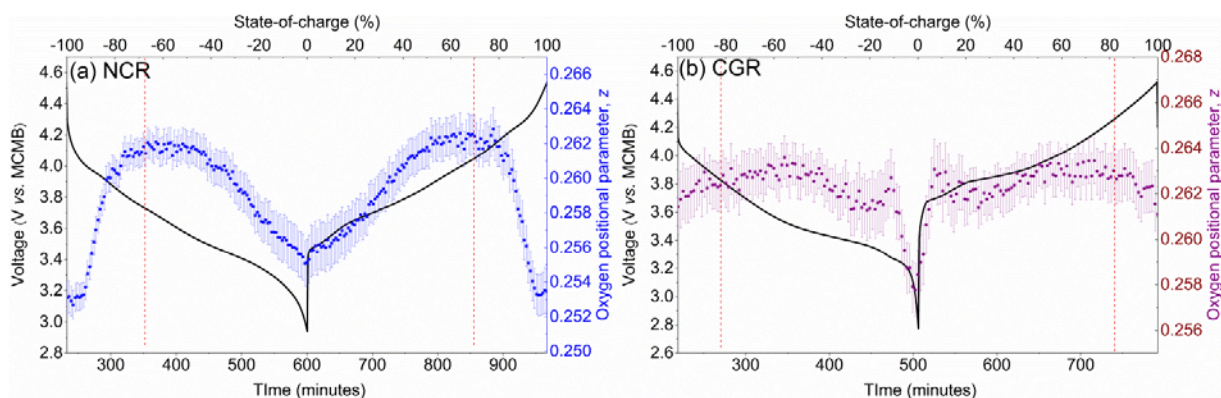 State-of-charge (%)
-100 -80 -60 -40 -20 0 20 40 60 80 100
(a) NCR
Voltage (V vs. MCMB)
4.6
4.4
4.2
4.0
3.8
3.6
3.4
3.2
3.0
2.8
0.266
0.264
0.262
0.260
0.258
0.256
0.254
0.252
0.250
Oxygen positional parameter, z
300 400 500 600 700 800 900
TIme (minutes)
State-of-charge (%)
-100 -80 -60 -40 -20 0 20 40 60 80 100
(b) CGR
Voltage (V vs. MCMB)
4.6
4.4
4.2
4.0
3.8
3.6
3.4
3.2
3.0
2.8
2.6
0.268
0.266
0.264
0.262
0.260
0.258
0.256
Oxygen positional parameter, z
300 400 500 600 700
TIme (minutes)